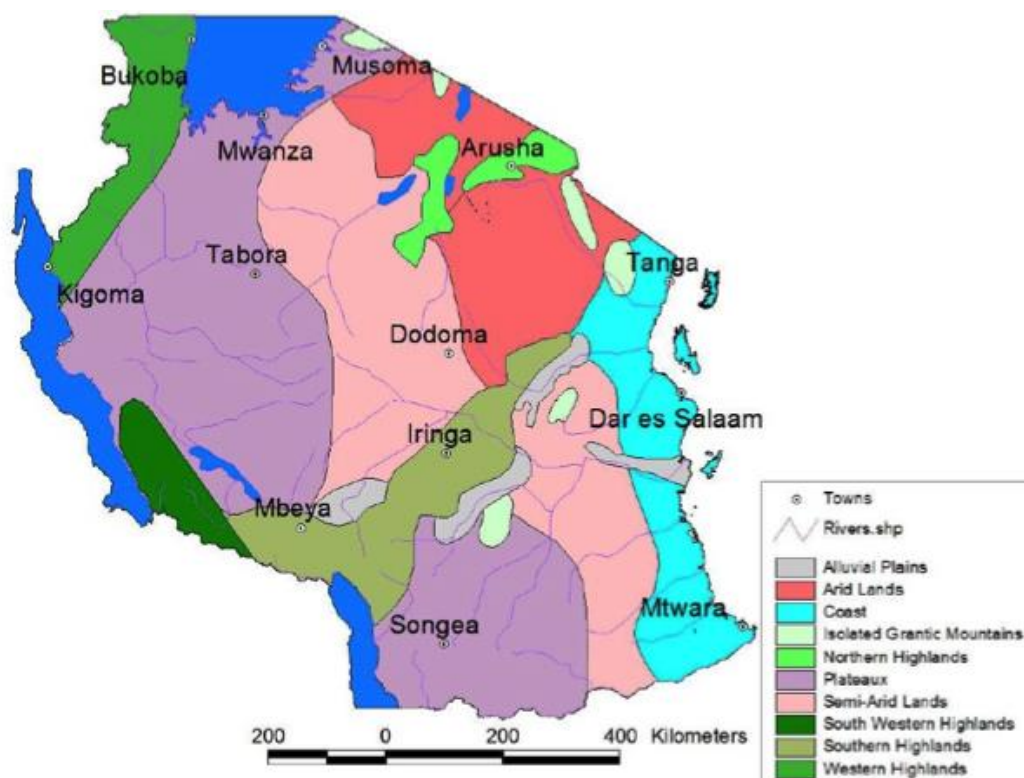 Bukoba
Musoma
Mwanza
Arusha
Tabora
Tanga
Kigoma
Dodoma
Dar es Salaam
Iringa
Mbeya
Mtwara
Songea
200 0 200 400 Kilometers
Towns
Rivers.shp
Alluvial Plains
Arid Lands
Coast
Isolated Grantic Mountains
Northern Highlands
Plateaux
Semi-Arid Lands
South Western Highlands
Southern Highlands
Western Highlands